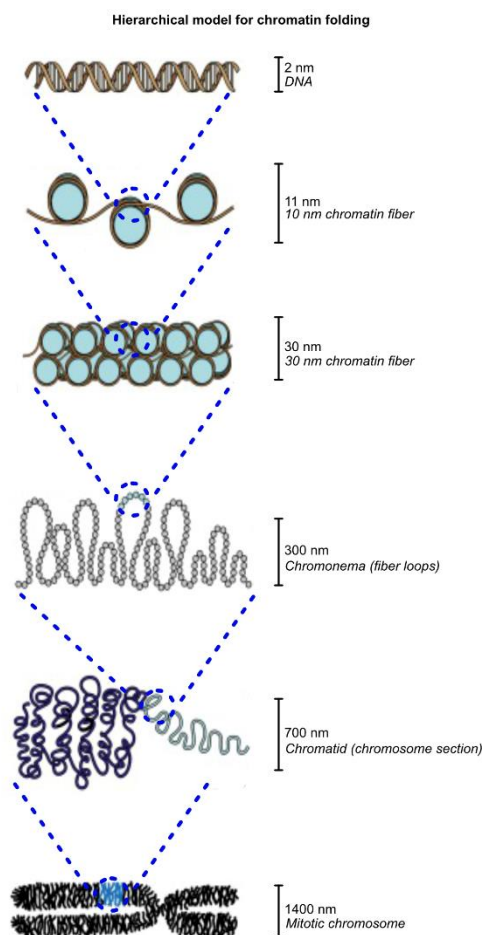 Hierarchical model for chromatin folding
2 nm
DNA
11 nm
10 nm chromatin fiber
30 nm
30 nm chromatin fiber
300 nm
Chromonema (fiber loops)
700 nm
Chromatid (chromosome section)
1400 nm
Mitotic chromosome